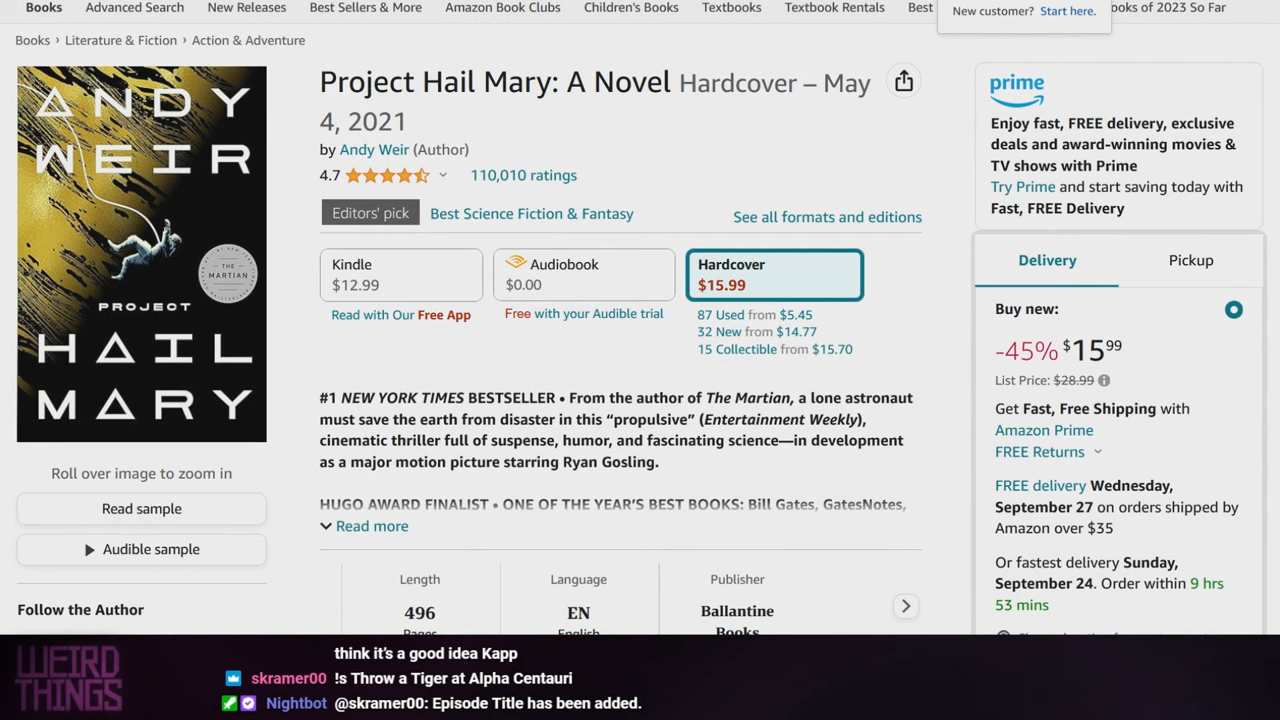 Books
Advanced Search
New Releases
Best Sellers & More
Amazon Book Clubs
Children's Books
Textbooks
Textbook Rentals
Best
ooks of 2023 So Far
New customer? Start here.
Books › Literature & Fiction › Action & Adventure
ANDY
WEIR
THE
MARTIAN
PROJECT
HAIL
MARY
Roll over image to zoom in
Read sample
Audible sample
Follow the Author
Project Hail Mary: A Novel Hardcover – May
4, 2021
by Andy Weir (Author)
4.7
110,010 ratings
Editors' pick
Best Science Fiction & Fantasy
See all formats and editions
Kindle
$12.99
Read with Our Free App
Audiobook
$0.00
Free with your Audible trial
Hardcover
$15.99
87 Used from $5.45
32 New from $14.77
15 Collectible from $15.70
#1 NEW YORK TIMES BESTSELLER • From the author of The Martian, a lone astronaut
must save the earth from disaster in this “propulsive” (Entertainment Weekly),
cinematic thriller full of suspense, humor, and fascinating science—in development
as a major motion picture starring Ryan Gosling.
HUGO AWARD FINALIST • ONE OF THE YEAR’S BEST BOOKS: Bill Gates, GatesNotes,
Read more
Length
496
Pages
Language
EN
English
Publisher
Ballantine
Books
prime
Enjoy fast, FREE delivery, exclusive
deals and award-winning movies &
TV shows with Prime
Try Prime and start saving today with
Fast, FREE Delivery
Delivery
Pickup
Buy new:
-45% $15 99
List Price: $28.99
Get Fast, Free Shipping with
Amazon Prime
FREE Returns
FREE delivery Wednesday,
September 27 on orders shipped by
Amazon over $35
Or fastest delivery Sunday,
September 24. Order within 9 hrs
53 mins
WEIRD
THINGS
think it’s a good idea Kapp
skramer00 !s Throw a Tiger at Alpha Centauri
Nightbot @skramer00: Episode Title has been added.